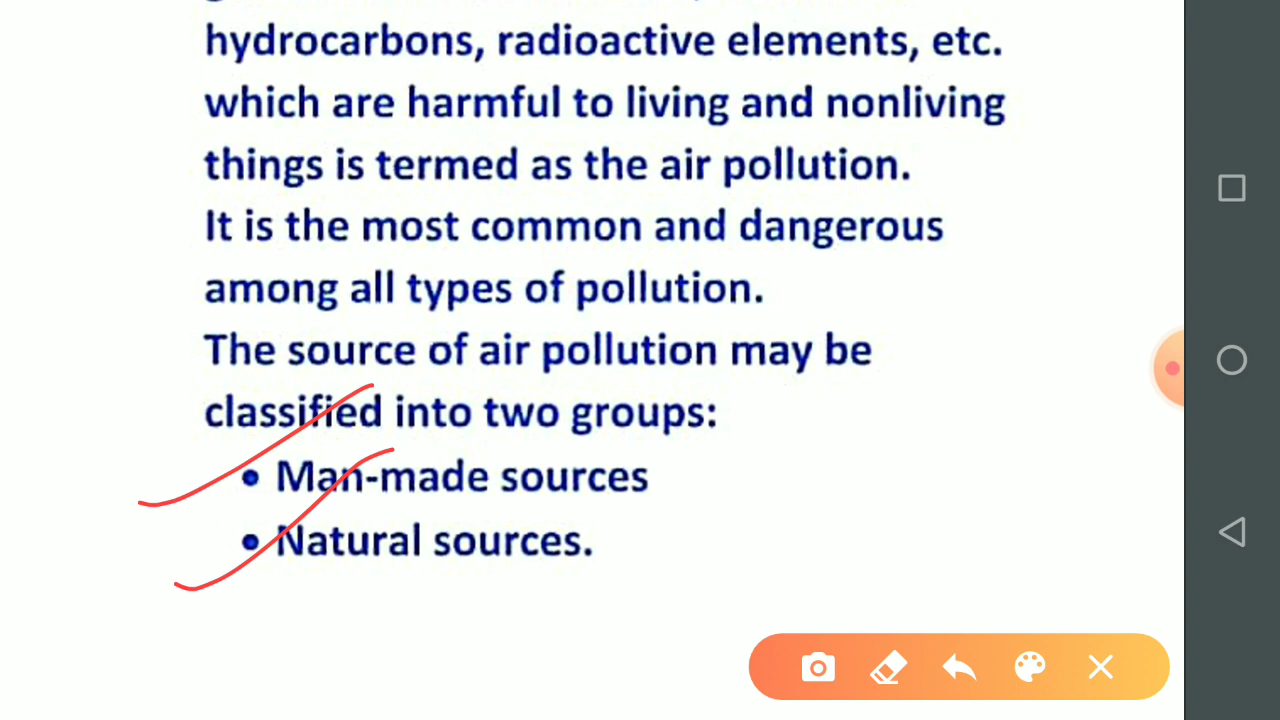 hydrocarbons, radioactive elements, etc.
which are harmful to living and nonliving
things is termed as the air pollution.
It is the most common and dangerous
among all types of pollution.
The source of air pollution may be
classified into two groups:
• Man-made sources
• Natural sources.